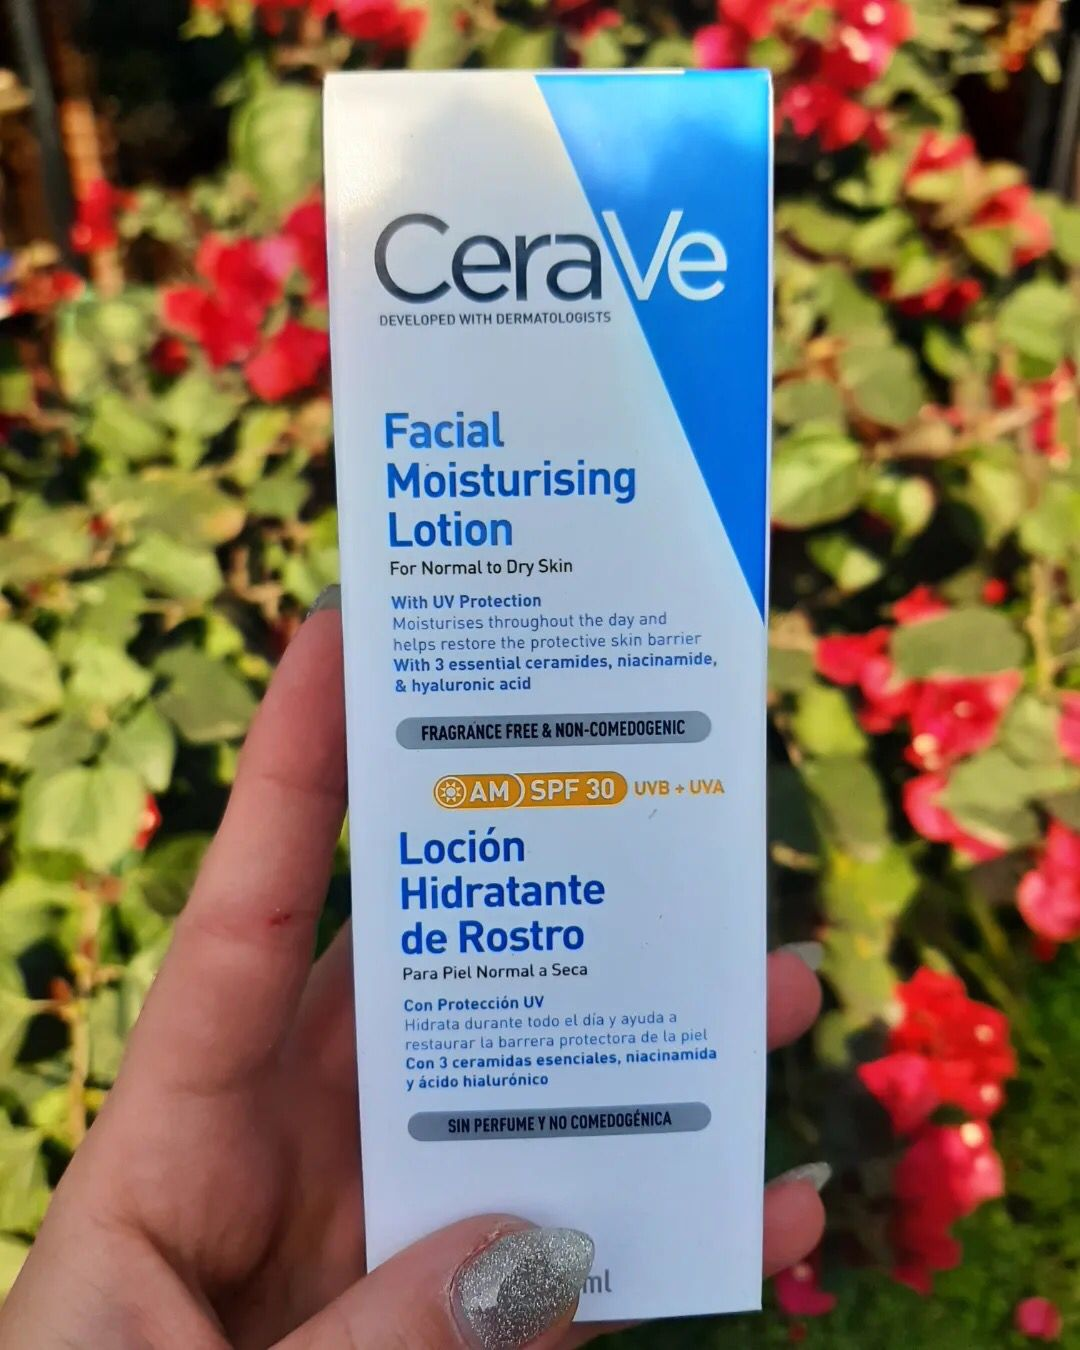 CeraVe
DEVELOPED WITH DERMATOLOGISTS
Facial
Moisturising
Lotion
For Normal to Dry Skin
With UV Protection
Moisturises throughout the day and
helps restore the protective skin barrier
With 3 essential ceramides, niacinamide,
& hyaluronic acid
FRAGRANCE FREE & NON-COMEDOGENIC
AM SPF 30 UVB + UVA
Loción
Hidratante
de Rostro
Para Piel Normal a Seca
Con Protección UV
Hidrata durante todo el día y ayuda a
restaurar la barrera protectora de la piel
Con 3 ceramidas esenciales, niacinamida
y ácido hialurónico
SIN PERFUME Y NO COMEDOGÉNICA
ml